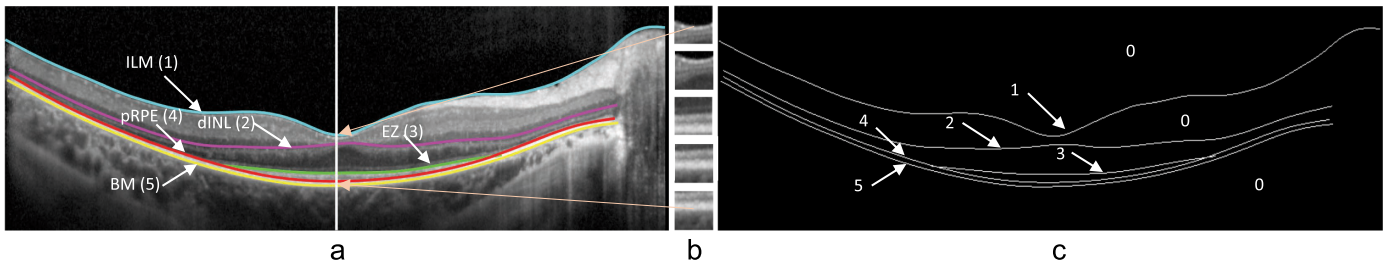 ILM (1)
pRPE (4)
dINL (2)
EZ (3)
BM (5)
0
1
0
4
2
3
5
0
a
b
c